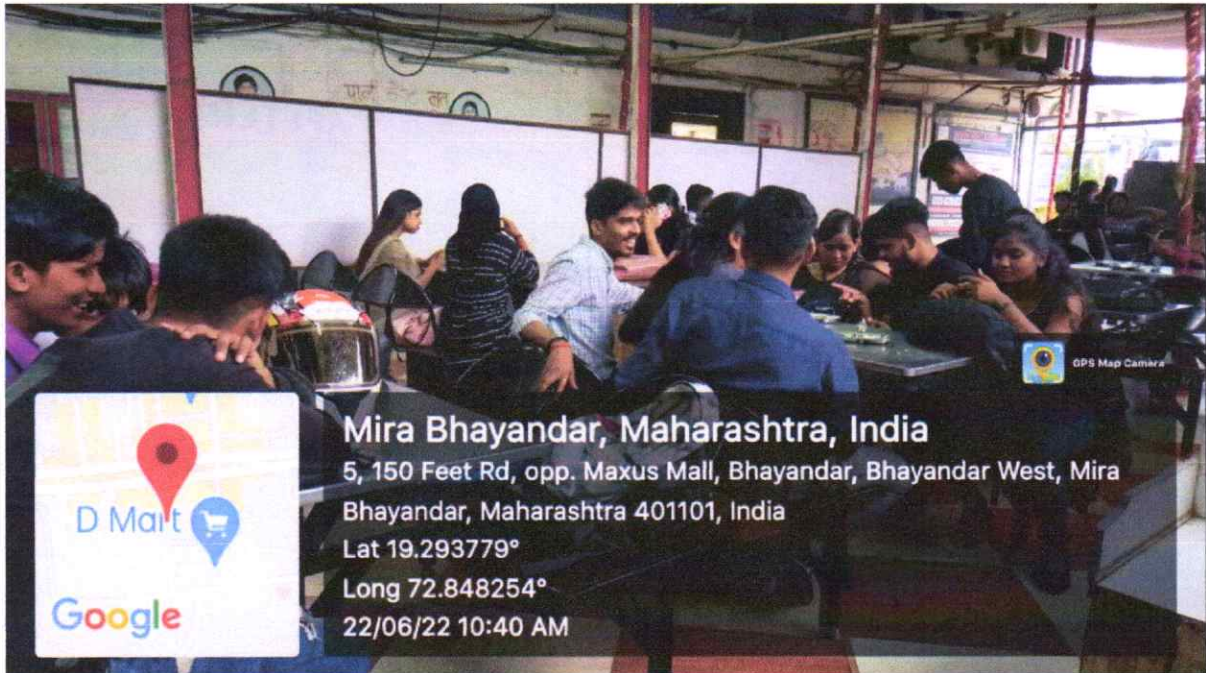 GPS Map Camera
Mira Bhayandar, Maharashtra, India
5, 150 Feet Rd, opp. Maxus Mall, Bhayandar, Bhayandar West, Mira
Bhayandar, Maharashtra 401101, India
Lat 19.293779°
Long 72.848254°
22/06/22 10:40 AM
D Mart
Google